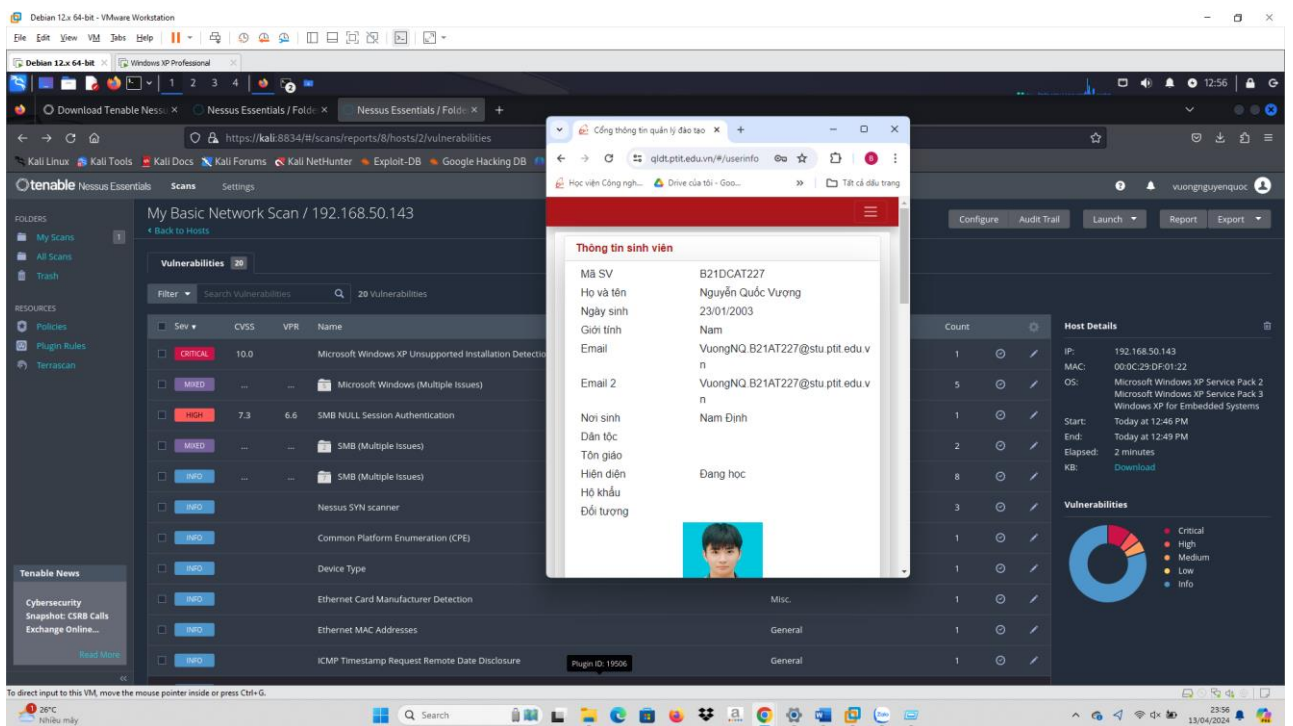 Debian 12.x 64-bit - VMware Workstation
File Edit View VM Tabs Help
Debian 12.x 64-bit × Windows XP Professional ×
1 2 3 4 12:56
Download Tenable Nessu × Nessus Essentials / Folde × Nessus Essentials / Folde × +
https://kali:8834/#/scans/reports/8/hosts/2/vulnerabilities
Kali Linux Kali Tools Kali Docs Kali Forums Kali NetHunter Exploit-DB Google Hacking DB
tenable Nessus Essentials Scans Settings vuongnguyenquoc
FOLDERS
My Scans 1
All Scans
Trash
RESOURCES
Policies
Plugin Rules
Terrascan
Tenable News
Cybersecurity
Snapshot: CSRB Calls
Exchange Online...
Read More
My Basic Network Scan / 192.168.50.143
Back to Hosts
Configure Audit Trail Launch Report Export
Vulnerabilities 20
Filter Search Vulnerabilities 20 Vulnerabilities
Sev CVSS VPR Name Count
CRITICAL 10.0 Microsoft Windows XP Unsupported Installation Detectio 1
MIXED ... ... Microsoft Windows (Multiple Issues) 5
HIGH 7.3 6.6 SMB NULL Session Authentication 1
MIXED ... ... SMB (Multiple Issues) 2
INFO ... ... SMB (Multiple Issues) 8
INFO Nessus SYN scanner 3
INFO Common Platform Enumeration (CPE) 1
INFO Device Type 1
INFO Ethernet Card Manufacturer Detection Misc. 1
INFO Ethernet MAC Addresses General 1
INFO ICMP Timestamp Request Remote Date Disclosure General 1
Plugin ID: 19506
Cổng thông tin quản lý đào tạo × +
qldt.ptit.edu.vn/#/userinfo
Học viện Công ngh... Drive của tôi - Goo... » Tất cả dấu trang
Thông tin sinh viên
Mã SV B21DCAT227
Họ và tên Nguyễn Quốc Vượng
Ngày sinh 23/01/2003
Giới tính Nam
Email VuongNQ.B21AT227@stu.ptit.edu.v
n
Email 2 VuongNQ.B21AT227@stu.ptit.edu.v
n
Nơi sinh Nam Định
Dân tộc
Tôn giáo
Hiện diện Đang học
Hộ khẩu
Đối tượng
Host Details
IP: 192.168.50.143
MAC: 00:0C:29:DF:01:22
OS: Microsoft Windows XP Service Pack 2
Microsoft Windows XP Service Pack 3
Windows XP for Embedded Systems
Start: Today at 12:46 PM
End: Today at 12:49 PM
Elapsed: 2 minutes
KB: Download
Vulnerabilities
Critical
High
Medium
Low
Info
To direct input to this VM, move the mouse pointer inside or press Ctrl+G.
26°C
Nhiều mây
Search
23:56
13/04/2024